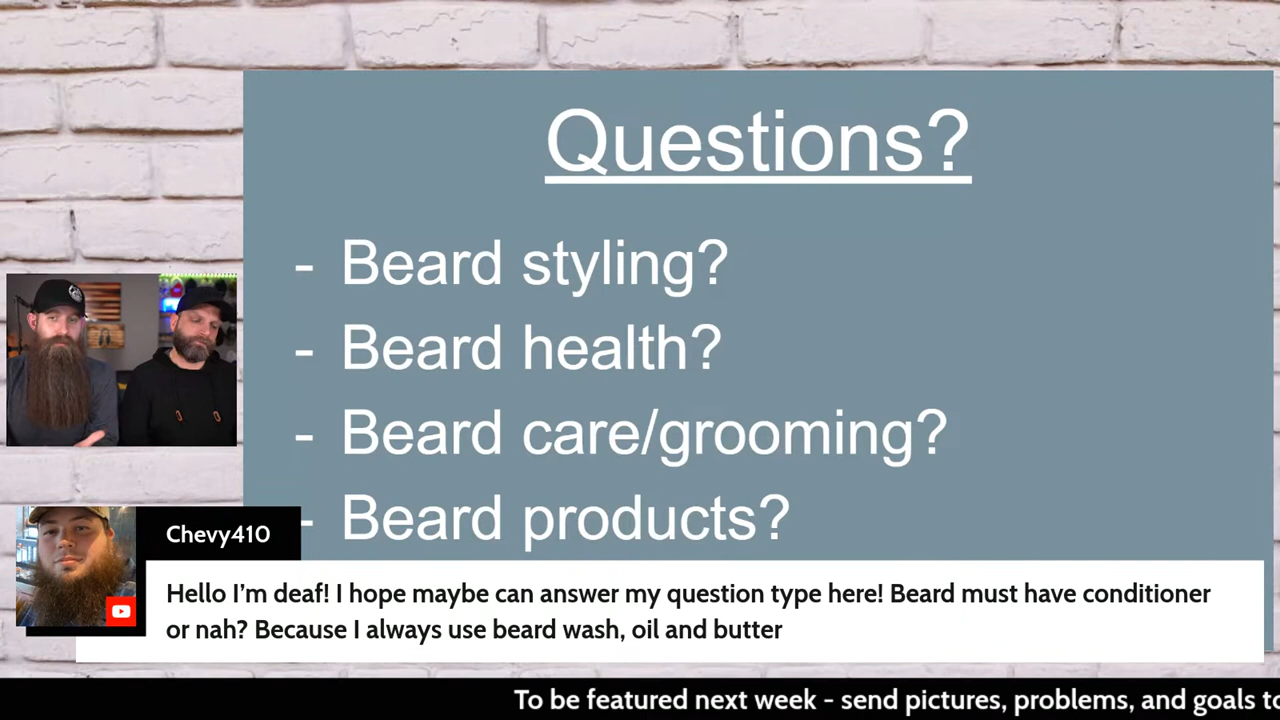 Questions?
- Beard styling?
- Beard health?
- Beard care/grooming?
- Beard products?
Chevy410
Hello I’m deaf! I hope maybe can answer my question type here! Beard must have conditioner
or nah? Because I always use beard wash, oil and butter
To be featured next week - send pictures, problems, and goals to